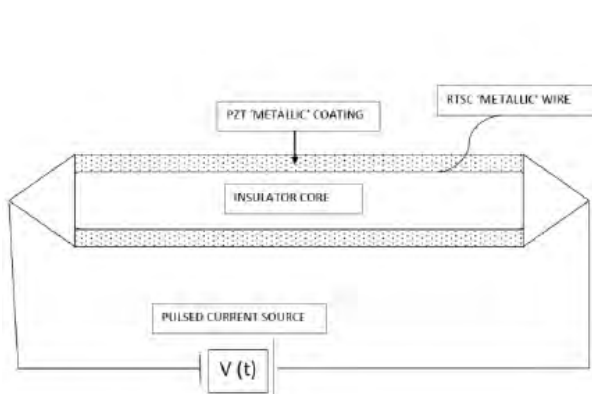 RTSC 'METALLIC' WIRE
PZT 'METALLIC' COATING
INSULATOR CORE
PULSED CURRENT SOURCE
V (t)